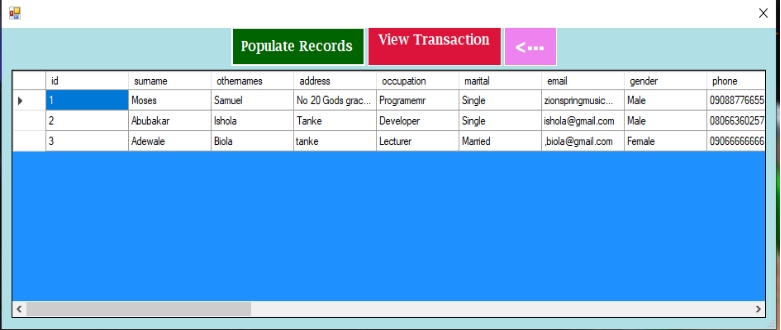 Populate Records View Transaction <---
id surname othernames address occupation marital email gender phone
1 Moses Samuel No 20 Gods grac... Programemr Single zionspringmusic... Male 09088776655
2 Abubakar Ishola Tanke Developer Single ishola@gmail.com Male 08066360257
3 Adewale Biola tanke Lecturer Married ,biola@gmail.com Female 09066666666